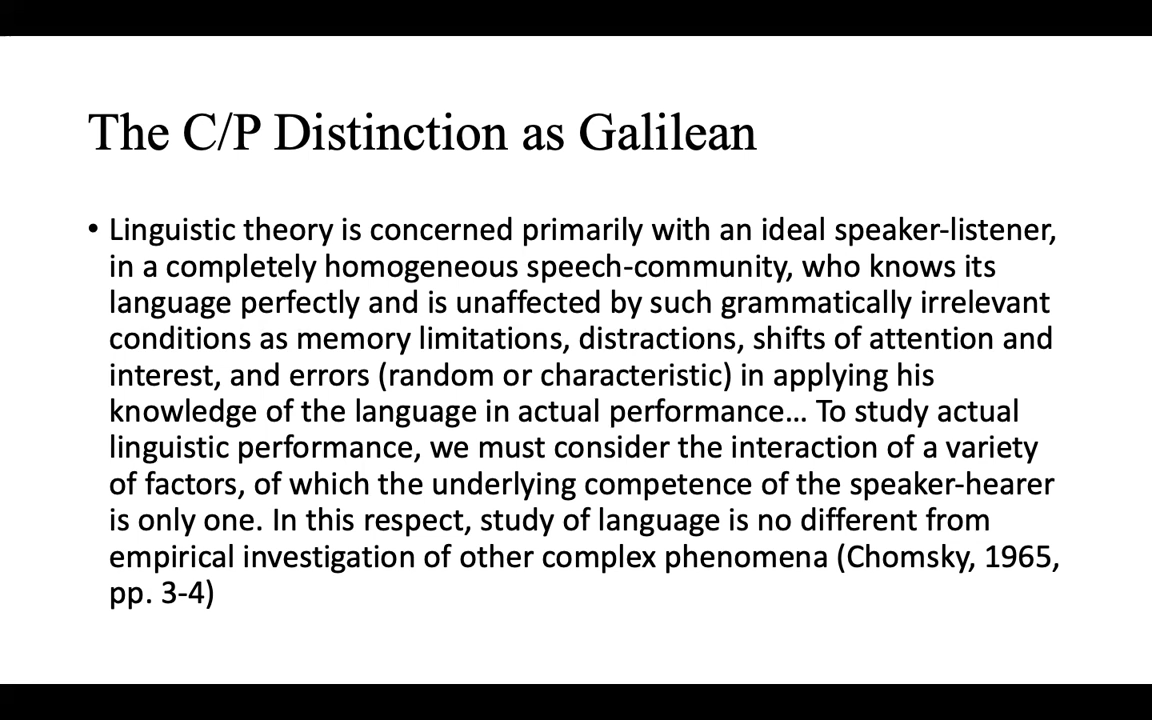 The C/P Distinction as Galilean
• Linguistic theory is concerned primarily with an ideal speaker-listener,
in a completely homogeneous speech-community, who knows its
language perfectly and is unaffected by such grammatically irrelevant
conditions as memory limitations, distractions, shifts of attention and
interest, and errors (random or characteristic) in applying his
knowledge of the language in actual performance... To study actual
linguistic performance, we must consider the interaction of a variety
of factors, of which the underlying competence of the speaker-hearer
is only one. In this respect, study of language is no different from
empirical investigation of other complex phenomena (Chomsky, 1965,
pp. 3-4)